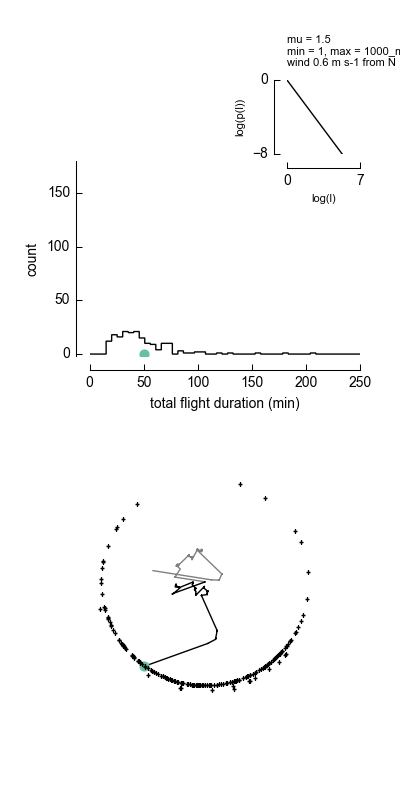 mu = 1.5
min = 1, max = 1000_m
wind 0.6 m s-1 from N
0
log(p(l))
−8
0 7
log(l)
150
100
count
50
0
0 50 100 150 200 250
total flight duration (min)